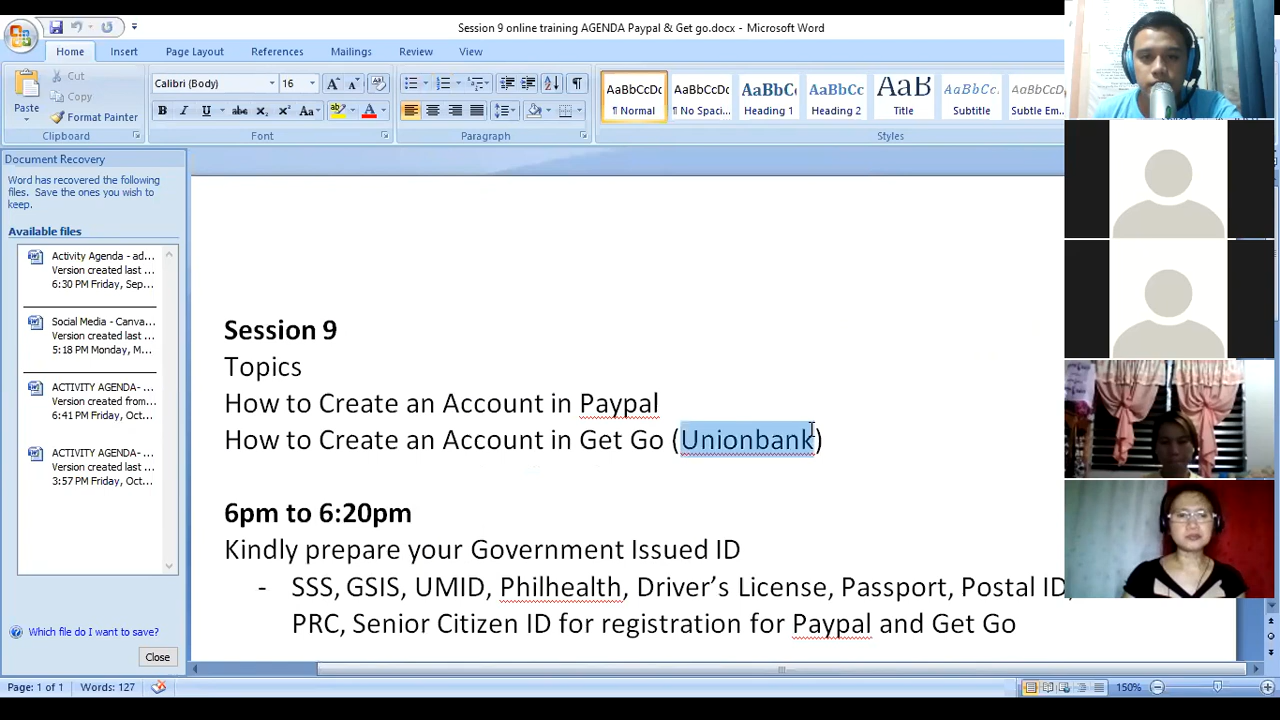 Session 9 online training AGENDA Paypal & Get go.docx - Microsoft Word
Home Insert Page Layout References Mailings Review View
Paste
Cut
Copy
Format Painter
Calibri (Body) 16
AaBbCcDc AaBbCcDc AaBbC AaBbCc AaB AaBbCc. AaBbCcD
¶ Normal ¶ No Spaci... Heading 1 Heading 2 Title Subtitle Subtle Em...
Clipboard Font Paragraph Styles
Document Recovery
Word has recovered the following
files. Save the ones you wish to
keep.
Available files
Activity Agenda - ad...
Version created last ...
6:30 PM Friday, Sep...
Social Media - Canva...
Version created last ...
5:18 PM Monday, M...
ACTIVITY AGENDA- ...
Version created from...
6:41 PM Friday, Oct...
ACTIVITY AGENDA- ...
Version created last ...
3:57 PM Friday, Oct...
Which file do I want to save?
Close
Session 9
Topics
How to Create an Account in Paypal
How to Create an Account in Get Go (Unionbank)
6pm to 6:20pm
Kindly prepare your Government Issued ID
- SSS, GSIS, UMID, Philhealth, Driver’s License, Passport, Postal ID,
PRC, Senior Citizen ID for registration for Paypal and Get Go
Page: 1 of 1 Words: 127 150%